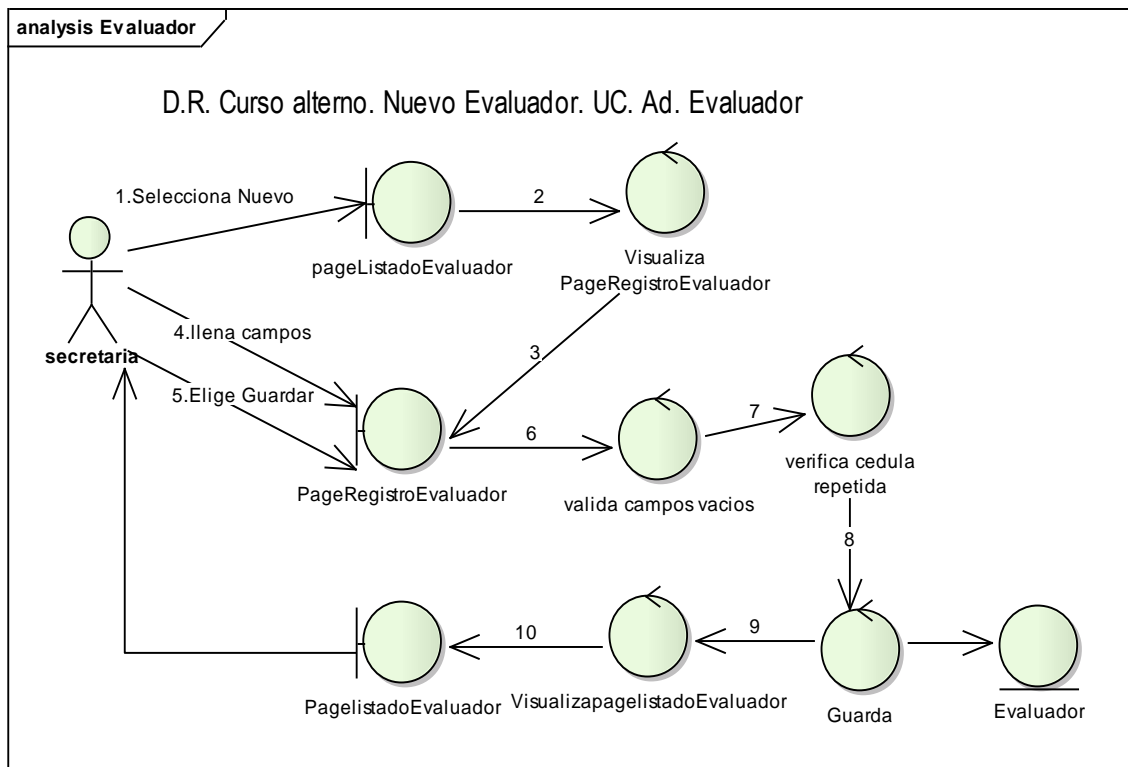 analysis Evaluador
D.R. Curso alterno. Nuevo Evaluador. UC. Ad. Evaluador
1.Selecciona Nuevo
2
pageListadoEvaluador
Visualiza
PageRegistroEvaluador
secretaria
4.llena campos
3
5.Elige Guardar
6
7
PageRegistroEvaluador
valida campos vacios
verifica cedula
repetida
8
10
9
PagelistadoEvaluador
VisualizapagelistadoEvaluador
Guarda
Evaluador